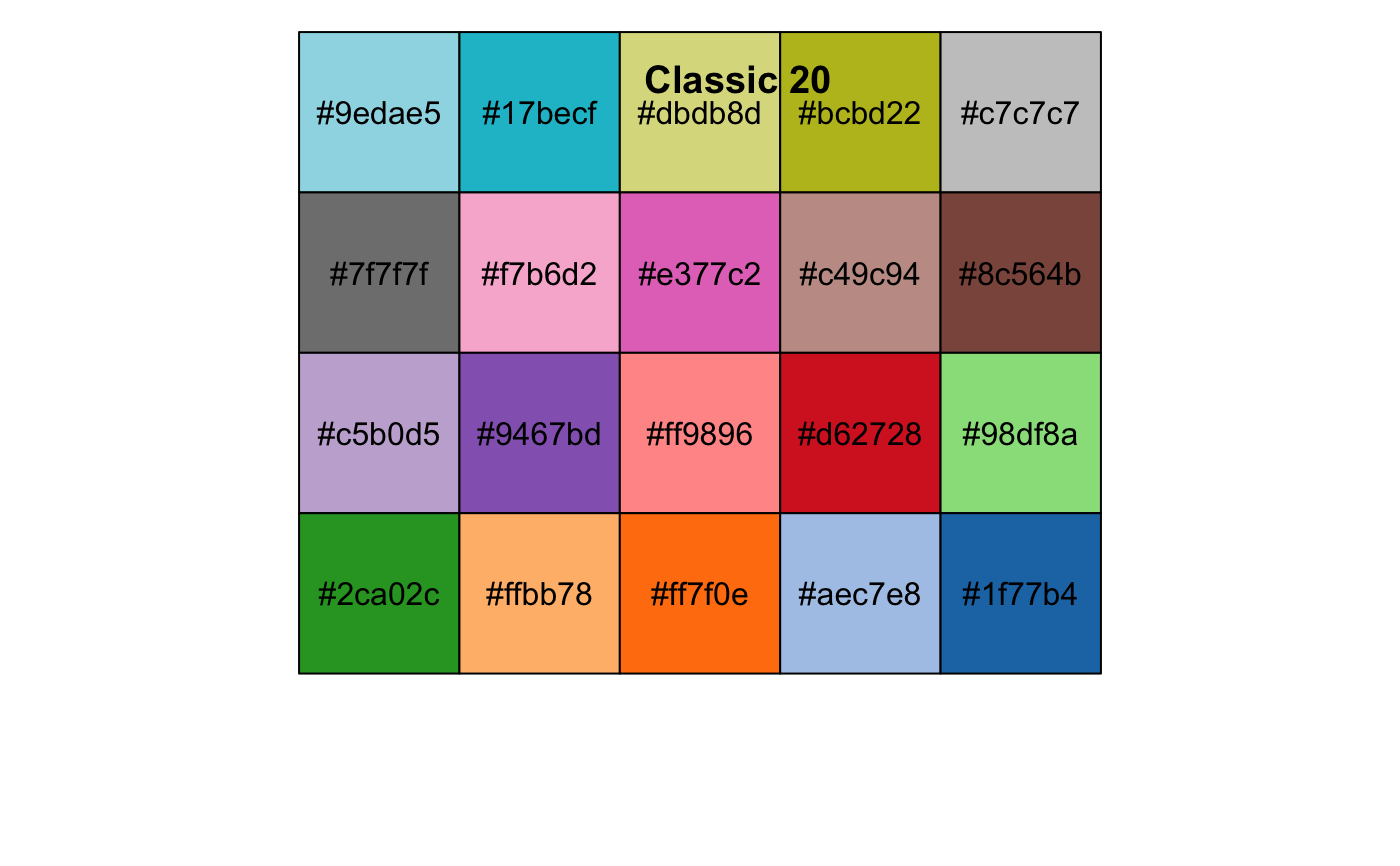 Classic 20
#9edae5 #17becf #dbdb8d #bcbd22 #c7c7c7
#7f7f7f #f7b6d2 #e377c2 #c49c94 #8c564b
#c5b0d5 #9467bd #ff9896 #d62728 #98df8a
#2ca02c #ffbb78 #ff7f0e #aec7e8 #1f77b4